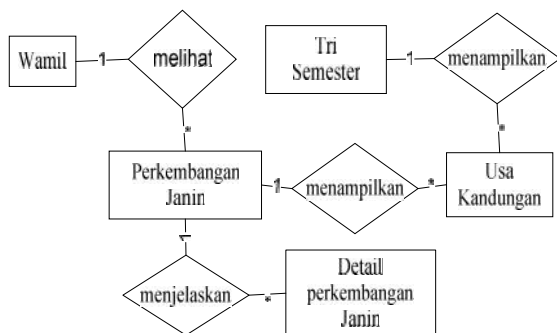 Wamil
1
melihat
*
Tri
Semester
1
menampilkan
*
Perkembangan
Janin
1
menampilkan
*
Usa
Kandungan
1
menjelaskan
*
Detail
perkembangan
Janin